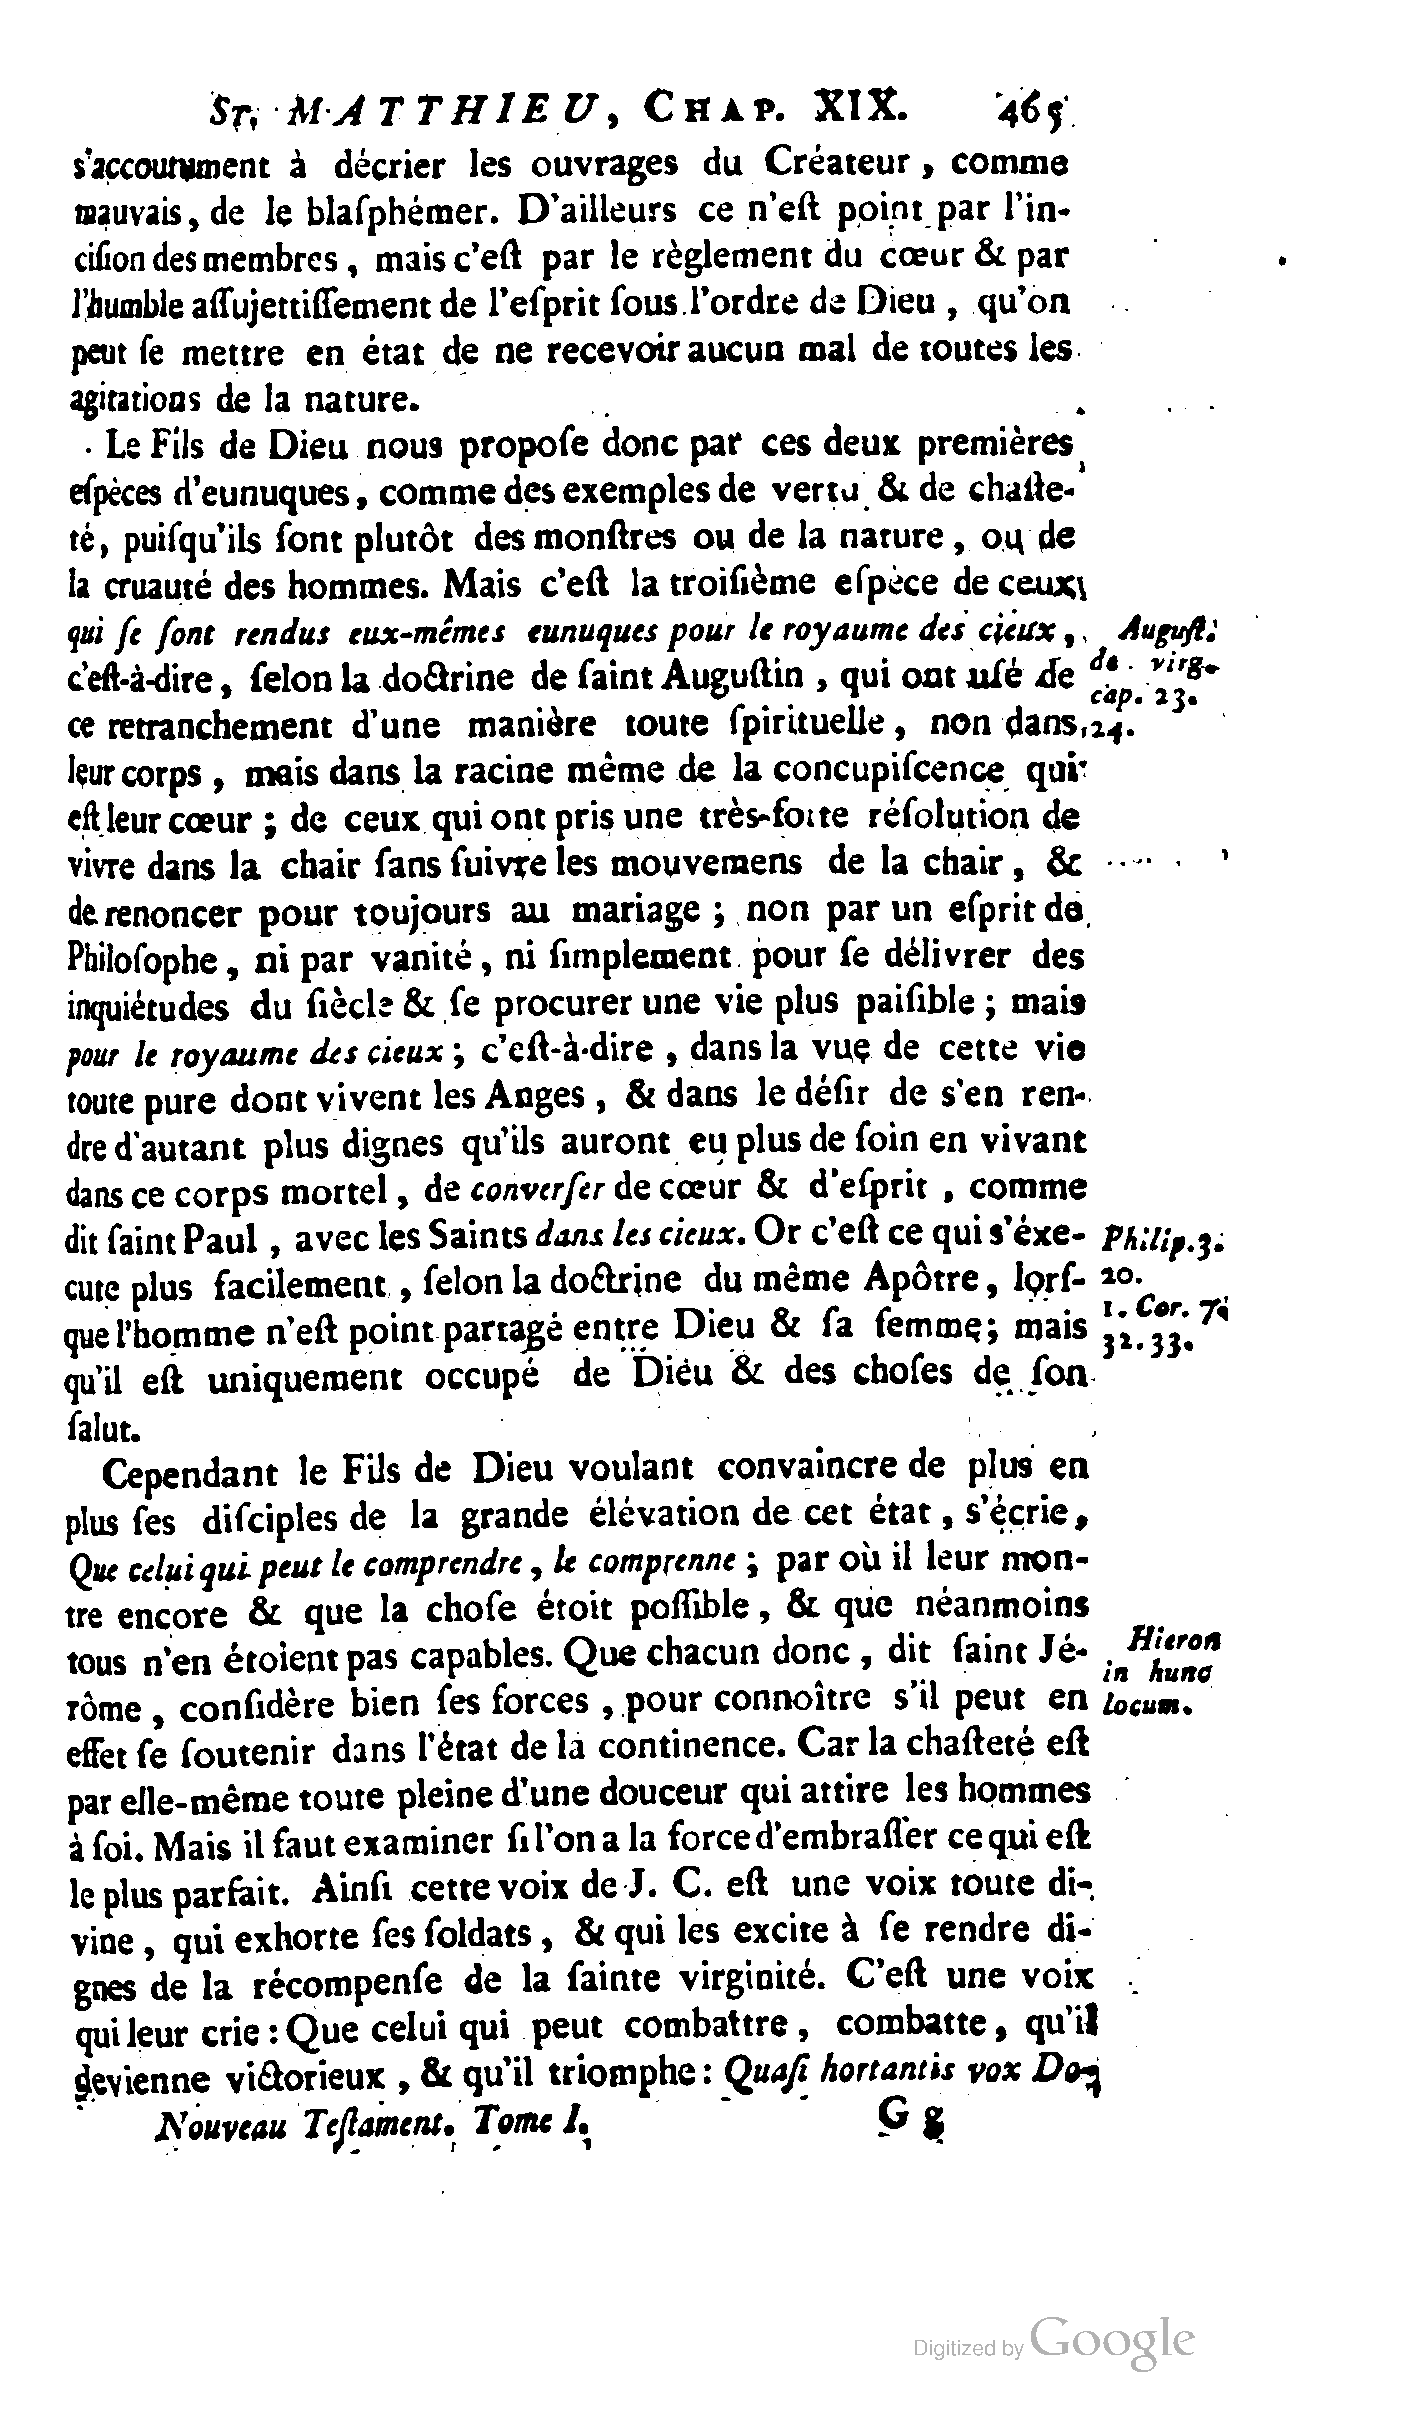 St. MATTHIEU, CHAP. XIX. 465
s'accoutument à décrier les ouvrages du Créateur, comme
mauvais, de le blaſphémer. D'ailleurs ce n'eſt point par l'in-
ciſion des membres, mais c'eſt par le règlement du cœur & par
l'humble aſſujettiſſement de l'eſprit ſous l'ordre de Dieu, qu'on
peut ſe mettre en état de ne recevoir aucun mal de toutes les
agitations de la nature.
Le Fils de Dieu nous propoſe donc par ces deux premières
eſpèces d'eunuques, comme des exemples de vertu & de chaſte-
té, puiſqu'ils ſont plutôt des monſtres ou de la nature, ou de
la cruauté des hommes. Mais c'eſt la troiſième eſpèce de ceux
qui ſe ſont rendus eux-mêmes eunuques pour le royaume des cieux,
c'eſt-à-dire, ſelon la doctrine de ſaint Auguſtin, qui ont uſé de
ce retranchement d'une manière toute ſpirituelle, non dans
leur corps, mais dans la racine même de la concupiſcence qui
eſt leur cœur; de ceux qui ont pris une très-forte réſolution de
vivre dans la chair ſans ſuivre les mouvemens de la chair, &
de renoncer pour toujours au mariage; non par un eſprit de
Philoſophe, ni par vanité, ni ſimplement pour ſe délivrer des
inquiétudes du ſiècle & ſe procurer une vie plus paiſible; mais
pour le royaume des cieux; c'eſt-à-dire, dans la vue de cette vie
toute pure dont vivent les Anges, & dans le déſir de s'en ren-
dre d'autant plus dignes qu'ils auront eu plus de ſoin en vivant
dans ce corps mortel, de converſer de cœur & d'eſprit, comme
dit ſaint Paul, avec les Saints dans les cieux. Or c'eſt ce qui s'éxe-
cute plus facilement, ſelon la doctrine du même Apôtre, lorſ-
que l'homme n'eſt point partagé entre Dieu & ſa femme; mais
qu'il eſt uniquement occupé de Dieu & des choſes de ſon
ſalut.
Cependant le Fils de Dieu voulant convaincre de plus en
plus ſes diſciples de la grande élévation de cet état, s'écrie,
Que celui qui peut le comprendre, le comprenne; par où il leur mon-
tre encore & que la choſe étoit poſſible, & que néanmoins
tous n'en étoient pas capables. Que chacun donc, dit ſaint Jé-
rôme, conſidère bien ſes forces, pour connoître s'il peut en
effet ſe ſoutenir dans l'état de la continence. Car la chaſteté eſt
par elle-même toute pleine d'une douceur qui attire les hommes
à ſoi. Mais il faut examiner ſi l'on a la force d'embraſſer ce qui eſt
le plus parfait. Ainſi cette voix de J. C. eſt une voix toute di-
vine, qui exhorte ſes ſoldats, & qui les excite à ſe rendre di-
gnes de la récompenſe de la ſainte virginité. C'eſt une voix
qui leur crie: Que celui qui peut combattre, combatte, qu'il
devienne victorieux, & qu'il triomphe: Quaſi hortantis vox Do-
Nouveau Teſtament. Tome I. G g
Auguſt.
de virg.
cap. 23.
24.
Philip. 3.
20.
1. Cor. 7.
32. 33.
Hieron
in hunc
locum.
Digitized by Google